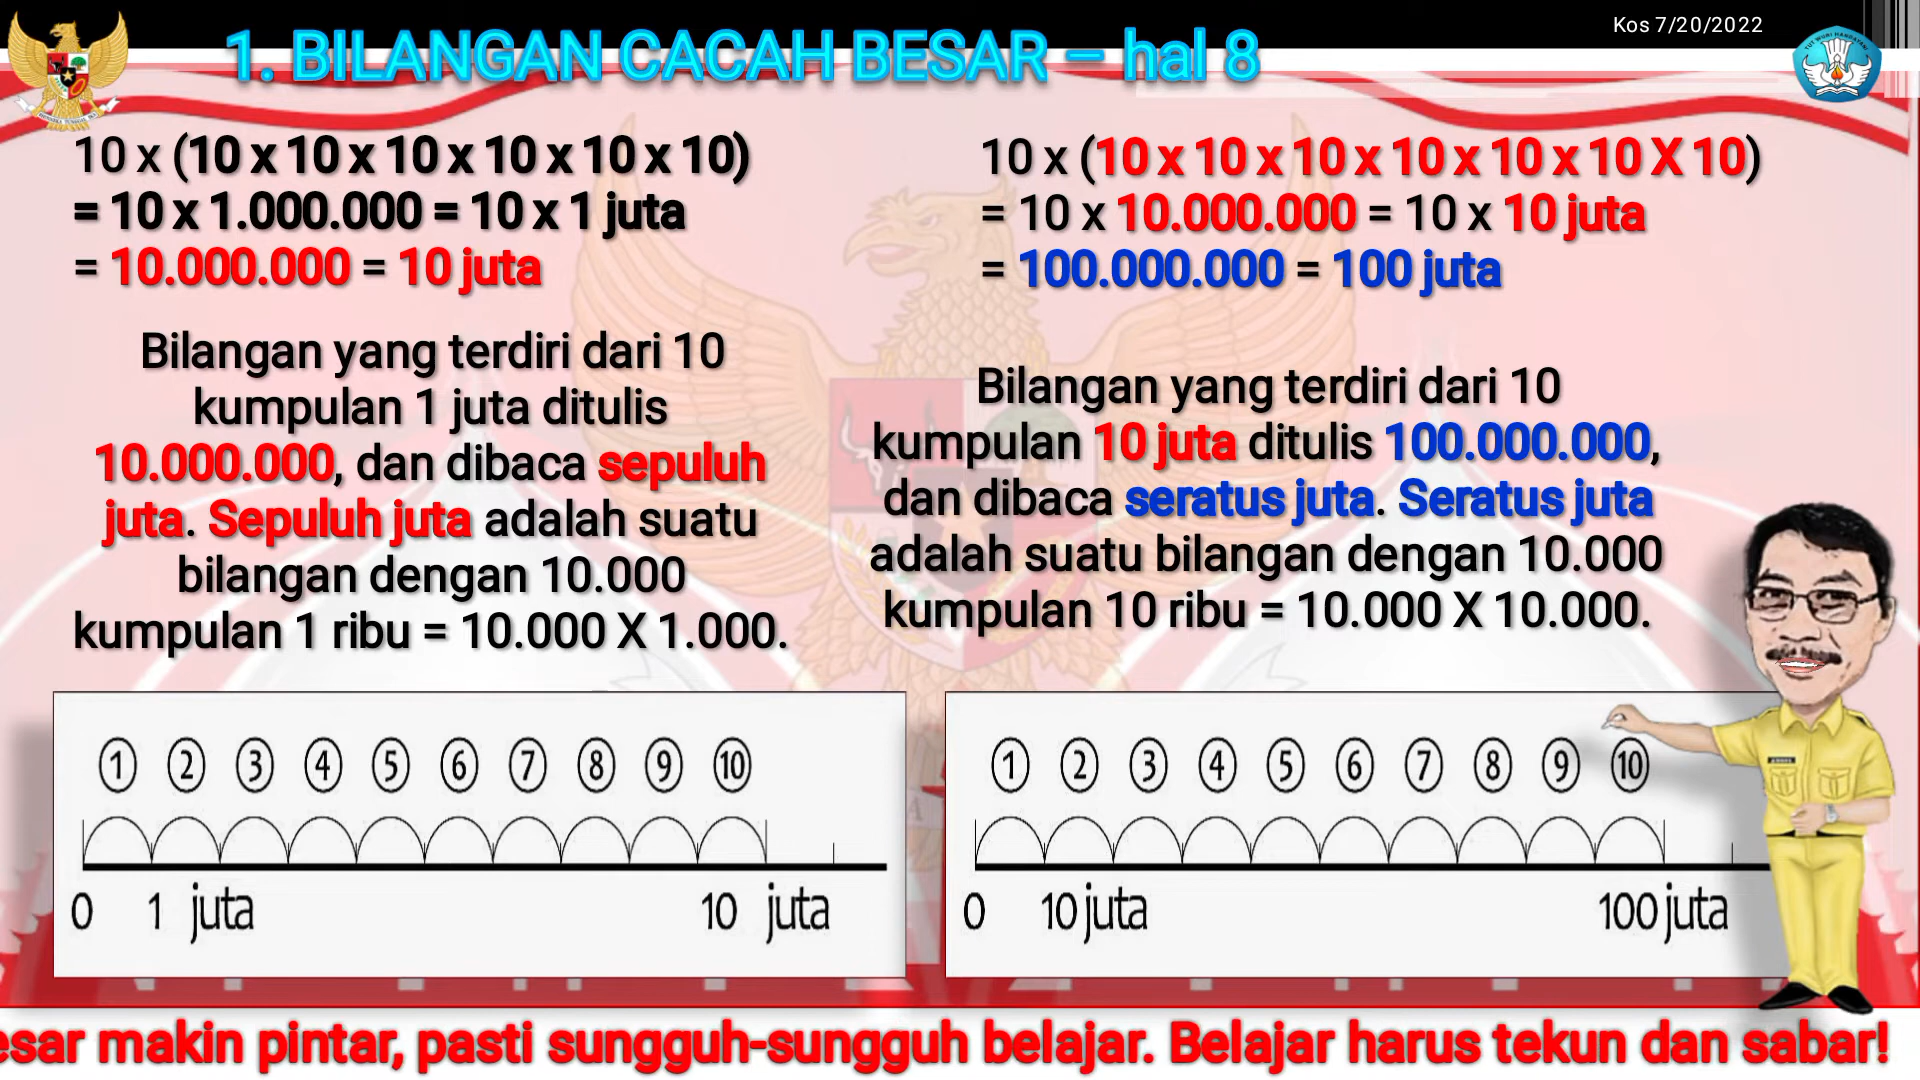 1. BILANGAN CACAH BESAR – hal 8
Kos 7/20/2022
10 x (10 x 10 x 10 x 10 x 10 x 10)
= 10 x 1.000.000 = 10 x 1 juta
= 10.000.000 = 10 juta
Bilangan yang terdiri dari 10
kumpulan 1 juta ditulis
10.000.000, dan dibaca sepuluh
juta. Sepuluh juta adalah suatu
bilangan dengan 10.000
kumpulan 1 ribu = 10.000 X 1.000.
10 x (10 x 10 x 10 x 10 x 10 x 10 X 10)
= 10 x 10.000.000 = 10 x 10 juta
= 100.000.000 = 100 juta
Bilangan yang terdiri dari 10
kumpulan 10 juta ditulis 100.000.000,
dan dibaca seratus juta. Seratus juta
adalah suatu bilangan dengan 10.000
kumpulan 10 ribu = 10.000 X 10.000.
1 2 3 4 5 6 7 8 9 10
0 1 juta 10 juta
1 2 3 4 5 6 7 8 9 10
0 10 juta 100 juta
esar makin pintar, pasti sungguh-sungguh belajar. Belajar harus tekun dan sabar!